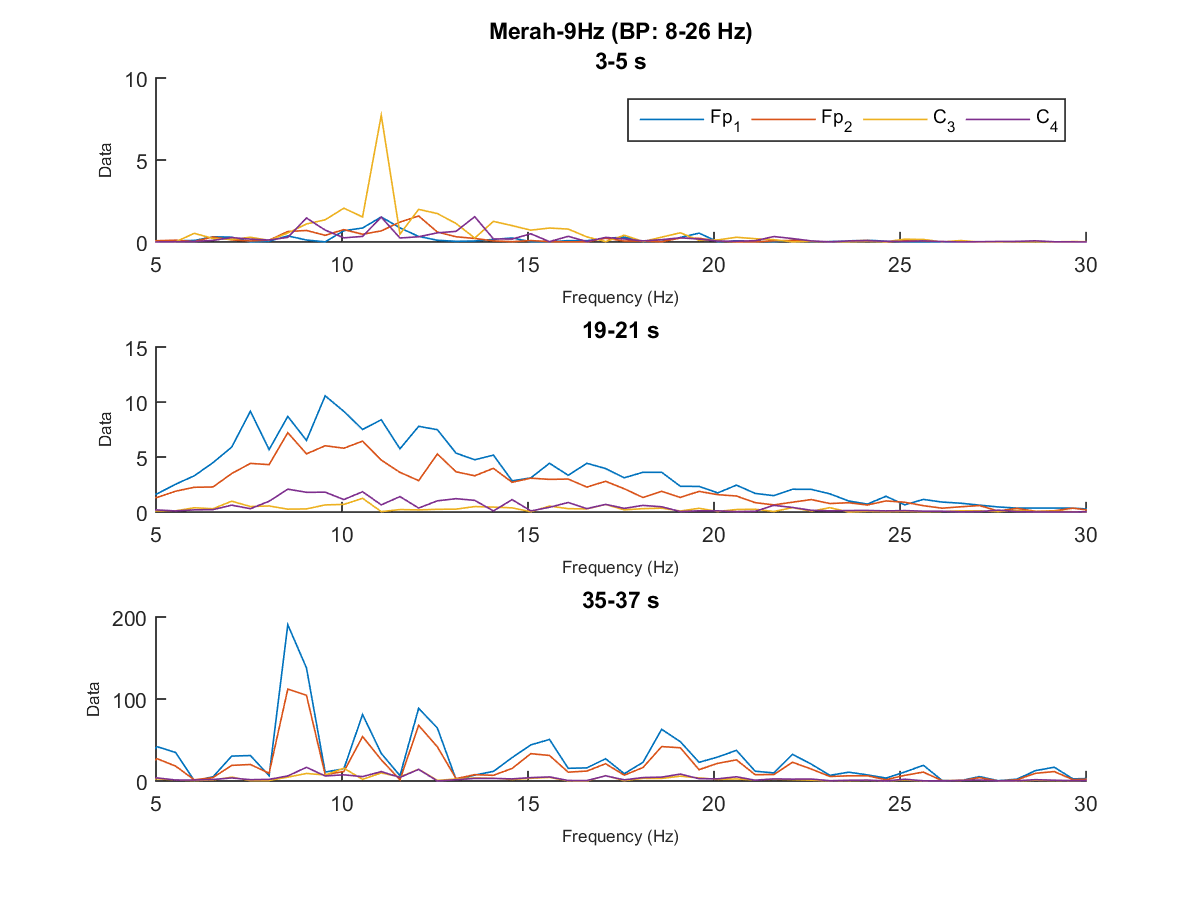 Merah-9Hz (BP: 8-26 Hz)
3-5 s
10
5
0
Data
Fp1 Fp2 C3 C4
5 10 15 20 25 30
Frequency (Hz)
19-21 s
15
10
5
0
Data
5 10 15 20 25 30
Frequency (Hz)
35-37 s
200
100
0
Data
5 10 15 20 25 30
Frequency (Hz)